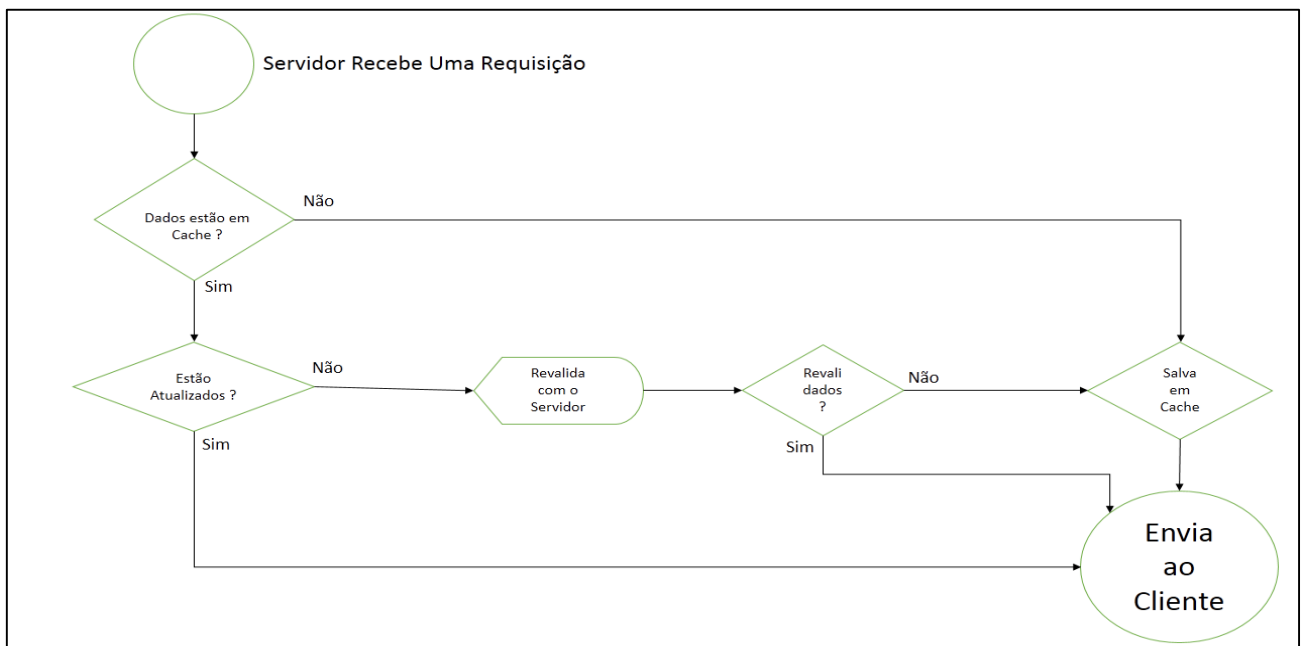 Servidor Recebe Uma Requisição
Dados estão em
Cache ?
Não
Sim
Estão
Atualizados ?
Não
Sim
Revalida
com o
Servidor
Revali
dados
?
Não
Sim
Salva
em
Cache
Envia
ao
Cliente